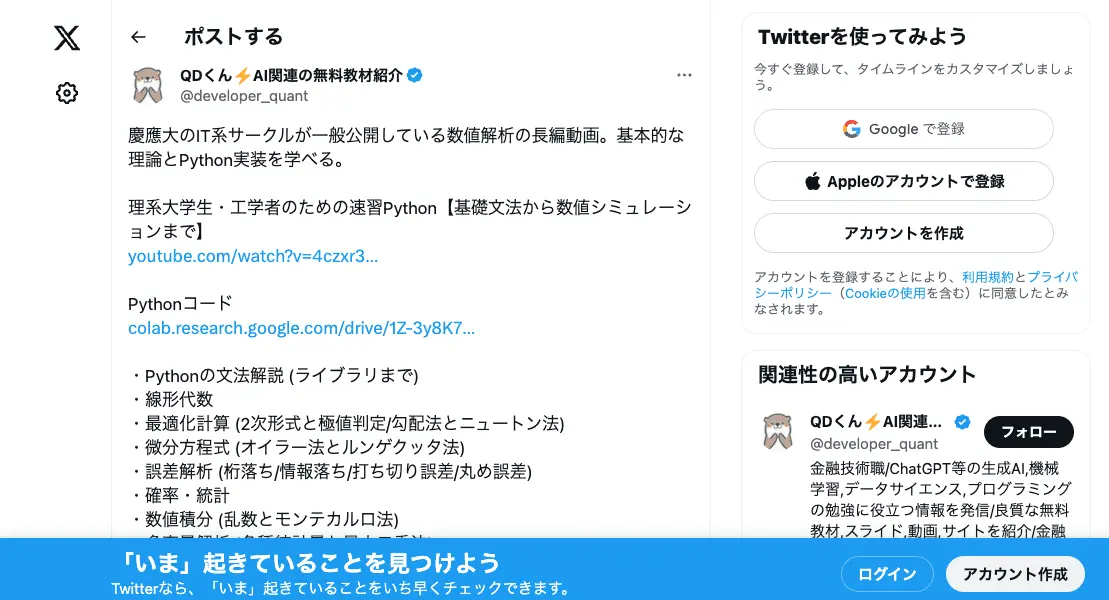 ポストする
QDくん⚡AI関連の無料教材紹介
@developer_quant
慶應大のIT系サークルが一般公開している数値解析の長編動画。基本的な
理論とPython実装を学べる。
理系大学生・工学者のための速習Python【基礎文法から数値シミュレーシ
ョンまで】
youtube.com/watch?v=4czxr3…
Pythonコード
colab.research.google.com/drive/1Z-3y8K7…
・Pythonの文法解説 (ライブラリまで)
・線形代数
・最適化計算 (2次形式と極値判定/勾配法とニュートン法)
・微分方程式 (オイラー法とルンゲクッタ法)
・誤差解析 (桁落ち/情報落ち/打ち切り誤差/丸め誤差)
・確率・統計
・数値積分 (乱数とモンテカルロ法)
Twitterを使ってみよう
今すぐ登録して、タイムラインをカスタマイズしましょ
う。
Google で登録
Appleのアカウントで登録
アカウントを作成
アカウントを登録することにより、利用規約とプライバ
シーポリシー（Cookieの使用を含む）に同意したとみ
なされます。
関連性の高いアカウント
QDくん⚡AI関連...
@developer_quant
フォロー
金融技術職/ChatGPT等の生成AI,機械
学習,データサイエンス,プログラミング
の勉強に役立つ情報を発信/良質な無料
教材,スライド,動画,サイトを紹介/金融
「いま」起きていることを見つけよう
Twitterなら、「いま」起きていることをいち早くチェックできます。
ログイン
アカウント作成